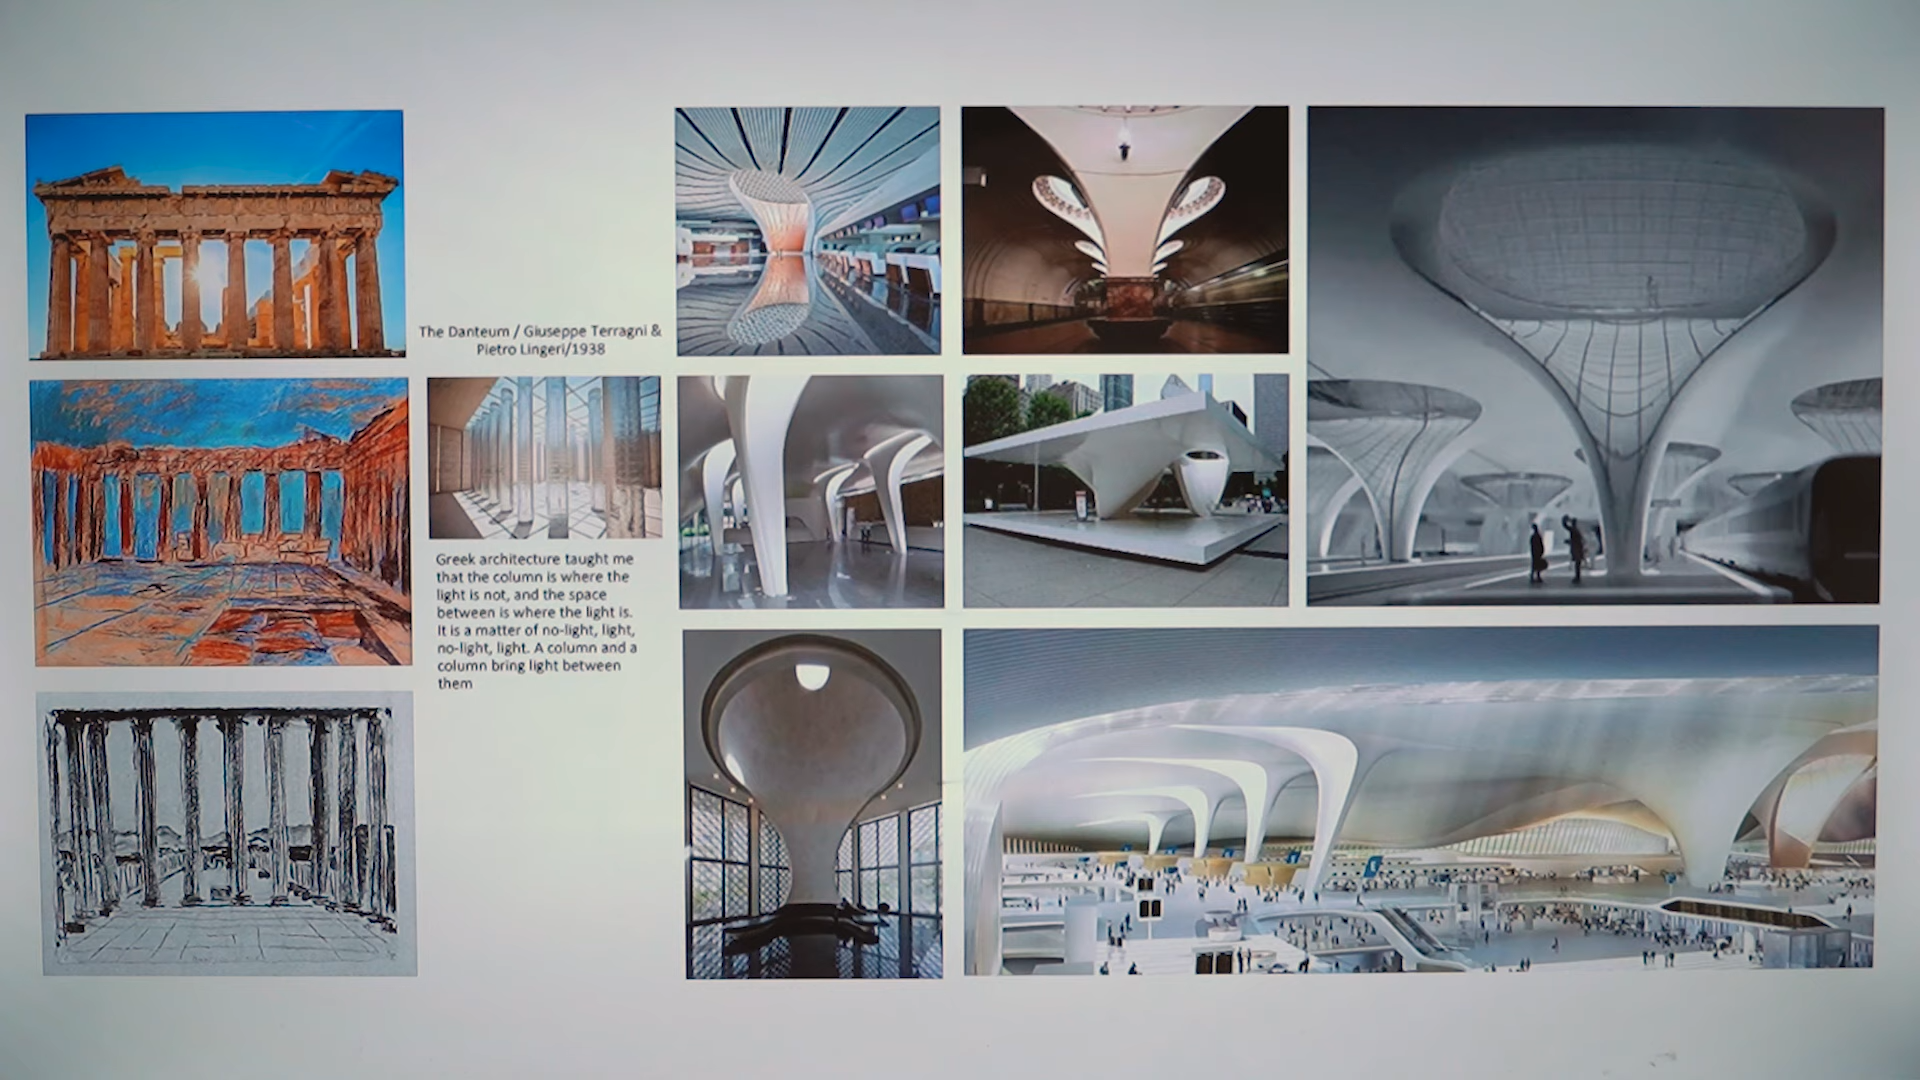 The Danteum / Giuseppe Terragni &
Pietro Lingeri/1938
Greek architecture taught me
that the column is where the
light is not, and the space
between is where the light is.
It is a matter of no-light, light,
no-light, light. A column and a
column bring light between
them